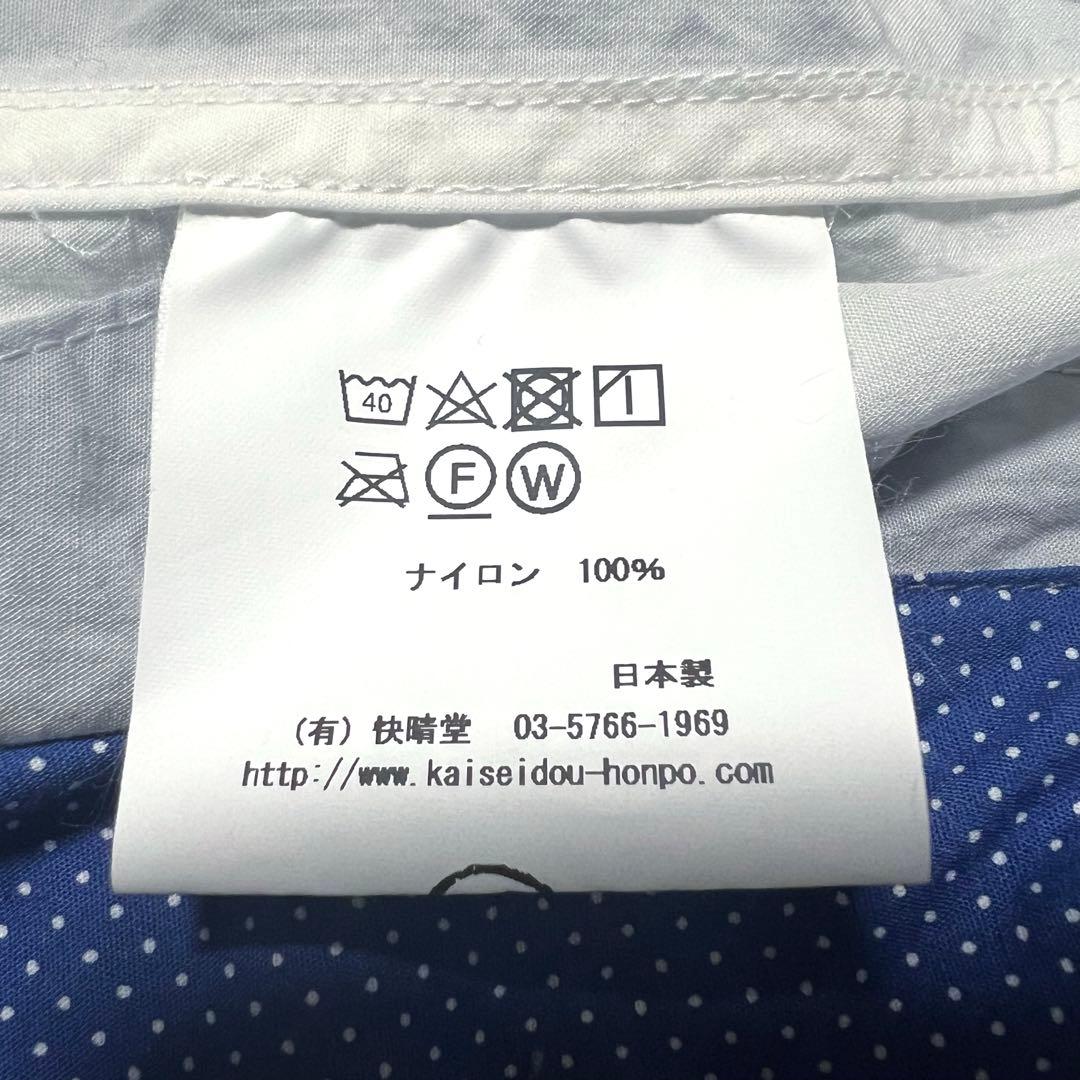 40
F W
ナイロン 100%
日本製
(有) 快晴堂 03-5766-1969
http://www.kaiseidou-honpo.com